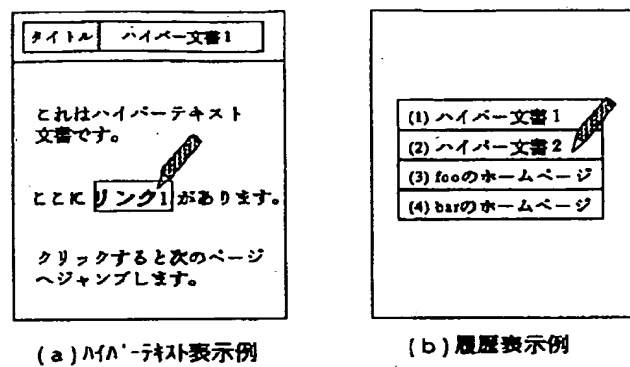 タイトル ハイパー文書1
これはハイパーテキスト
文書です。
ここに リンク1 があります。
クリックすると次のページ
へジャンプします。
(a)ハイパーテキスト表示例
(1) ハイパー文書1
(2) ハイパー文書2
(3) fooのホームページ
(4) barのホームページ
(b)履歴表示例